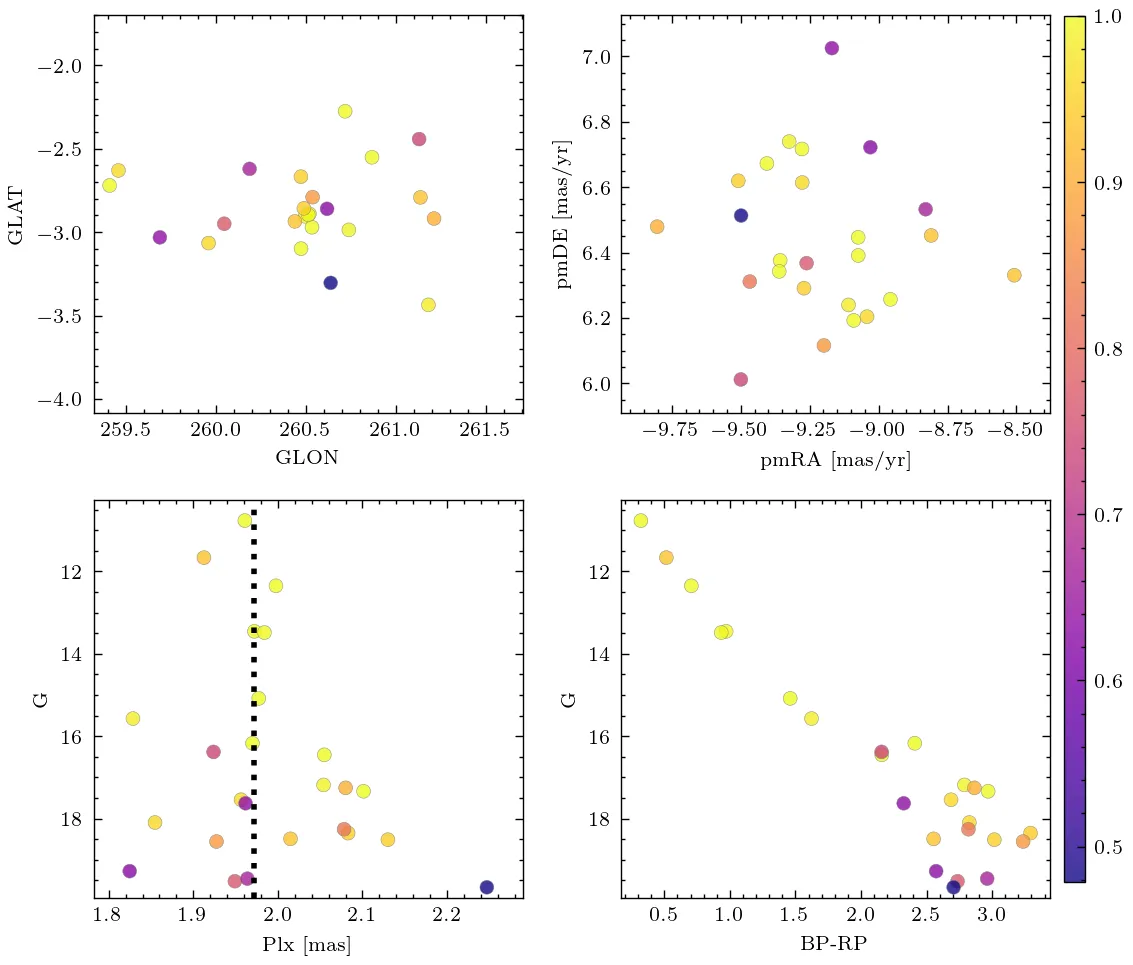 −2.0
−2.5
−3.0
−3.5
−4.0
GLAT
259.5 260.0 260.5 261.0 261.5
GLON
7.0
6.8
6.6
6.4
6.2
6.0
pmDE [mas/yr]
−9.75 −9.50 −9.25 −9.00 −8.75 −8.50
pmRA [mas/yr]
1.0
0.9
0.8
0.7
0.6
0.5
12
14
16
18
G
1.8 1.9 2.0 2.1 2.2
Plx [mas]
12
14
16
18
G
0.5 1.0 1.5 2.0 2.5 3.0
BP-RP